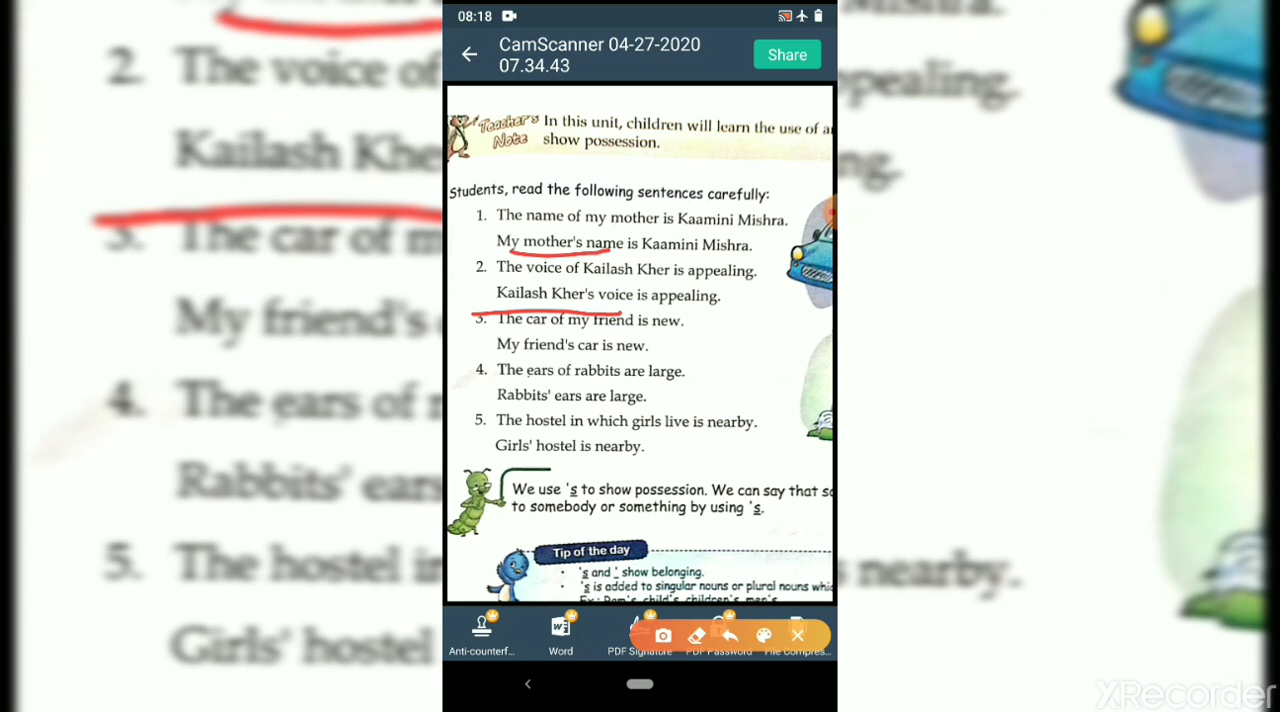 08:18
CamScanner 04-27-2020
07.34.43
Share
Teacher's Note
In this unit, children will learn the use of
show possession.
Students, read the following sentences carefully:
1. The name of my mother is Kaamini Mishra.
My mother's name is Kaamini Mishra.
2. The voice of Kailash Kher is appealing.
Kailash Kher's voice is appealing.
3. The car of my friend is new.
My friend's car is new.
4. The ears of rabbits are large.
Rabbits' ears are large.
5. The hostel in which girls live is nearby.
Girls' hostel is nearby.
We use 's to show possession. We can say that
to somebody or something by using 's.
Tip of the day
• 's and ' show belonging.
• 's is added to singular nouns or plural nouns
Ex: Ram's, child's, children's, men's
Anti-counterf...
Word
PDF Signature
PDF Password
File Compres...
XRecorder